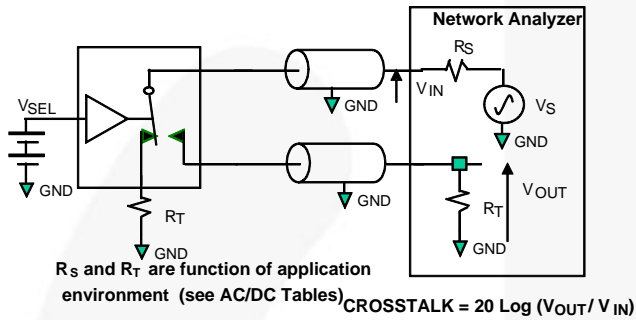 Network Analyzer
RS
VIN
GND
VS
GND
VSEL
GND
RT
GND
GND
RT
VOUT
GND
RS and RT are function of application
environment (see AC/DC Tables)
CROSSTALK = 20 Log (VOUT/ VIN)